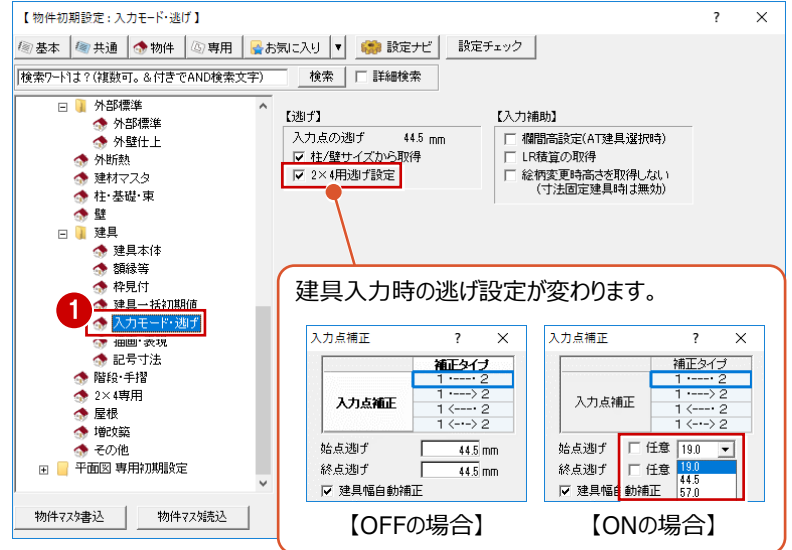 【物件初期設定：入力モード・逃げ】 ? ×
基本 共通 物件 専用 お気に入り ▼ 設定ナビ 設定チェック
検索ワードは？(複数可。＆付きでAND検索文字) 検索 詳細検索
外部標準
外部標準
外壁仕上
外断熱
建材マスタ
柱･基礎･束
壁
建具
建具本体
額縁等
枠見付
建具一括初期値
1
入力モード･逃げ
描画･表現
記号寸法
階段･手摺
2×4専用
屋根
増改築
その他
平面図 専用初期設定
物件マスタ書込 物件マスタ読込
【逃げ】
入力点の逃げ 44.5 mm
柱/壁サイズから取得
2×4用逃げ設定
【入力補助】
欄間高設定(AT建具選択時)
LR積算の取得
絵柄変更時高さを取得しない
(寸法固定建具時は無効)
建具入力時の逃げ設定が変わります。
入力点補正 ? ×
補正タイプ
入力点補正
1 ･---･ 2
1 ･---> 2
1 <---･ 2
1 <-･-> 2
始点逃げ 44.5 mm
終点逃げ 44.5 mm
建具幅自動補正
【OFFの場合】
入力点補正 ? ×
補正タイプ
入力点補正
1 ･---･ 2
1 ･---> 2
1 <---･ 2
1 <-･-> 2
始点逃げ 任意 19.0
終点逃げ 任意 19.0
44.5
建具幅自動補正 57.0
【ONの場合】